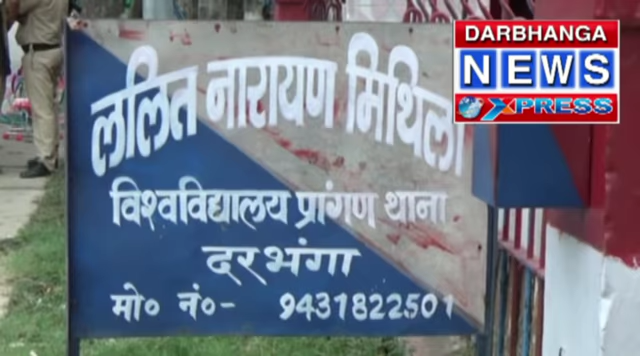 DARBHANGA
NEWS
XPRESS
ललित नारायण मिथिला
विश्वविद्यालय प्रांगण थाना
दरभंगा
मो० नं०- 9431822501